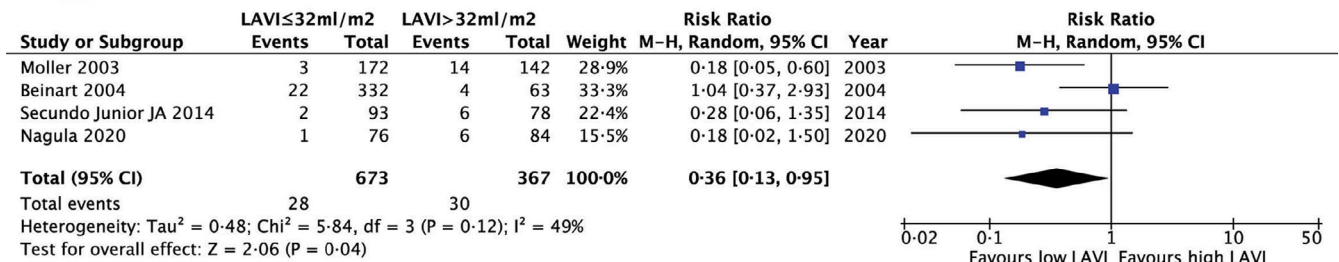 LAVI≤32ml/m2 LAVI>32ml/m2 Risk Ratio Risk Ratio
Study or Subgroup Events Total Events Total Weight M-H, Random, 95% CI Year M-H, Random, 95% CI
Moller 2003 3 172 14 142 28·9% 0·18 [0·05, 0·60] 2003
Beinart 2004 22 332 4 63 33·3% 1·04 [0·37, 2·93] 2004
Secundo Junior JA 2014 2 93 6 78 22·4% 0·28 [0·06, 1·35] 2014
Nagula 2020 1 76 6 84 15·5% 0·18 [0·02, 1·50] 2020
Total (95% CI) 673 367 100·0% 0·36 [0·13, 0·95]
Total events 28 30
Heterogeneity: Tau² = 0·48; Chi² = 5·84, df = 3 (P = 0·12); I² = 49%
Test for overall effect: Z = 2·06 (P = 0·04)
0·02 0·1 1 10 50
Favours low LAVI Favours high LAVI